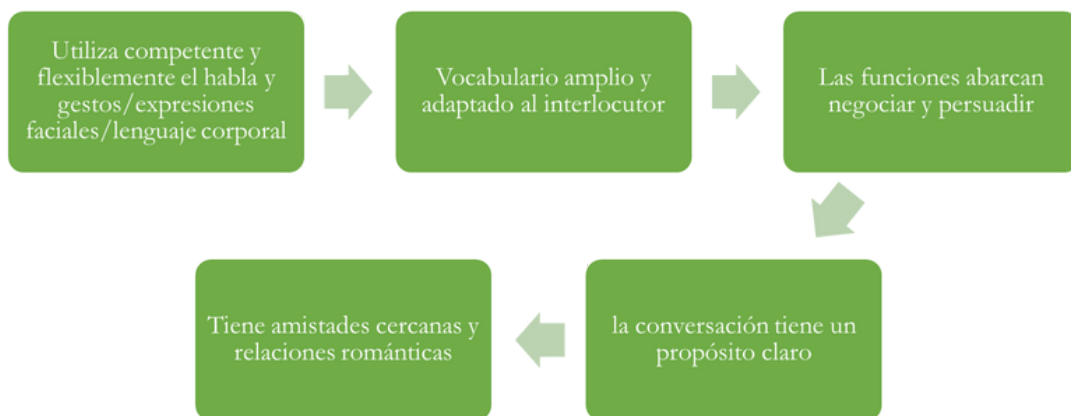 Utiliza competente y
flexiblemente el habla y
gestos/expresiones
faciales/lenguaje corporal
Vocabulario amplio y
adaptado al interlocutor
Las funciones abarcan
negociar y persuadir
la conversación tiene un
propósito claro
Tiene amistades cercanas y
relaciones románticas